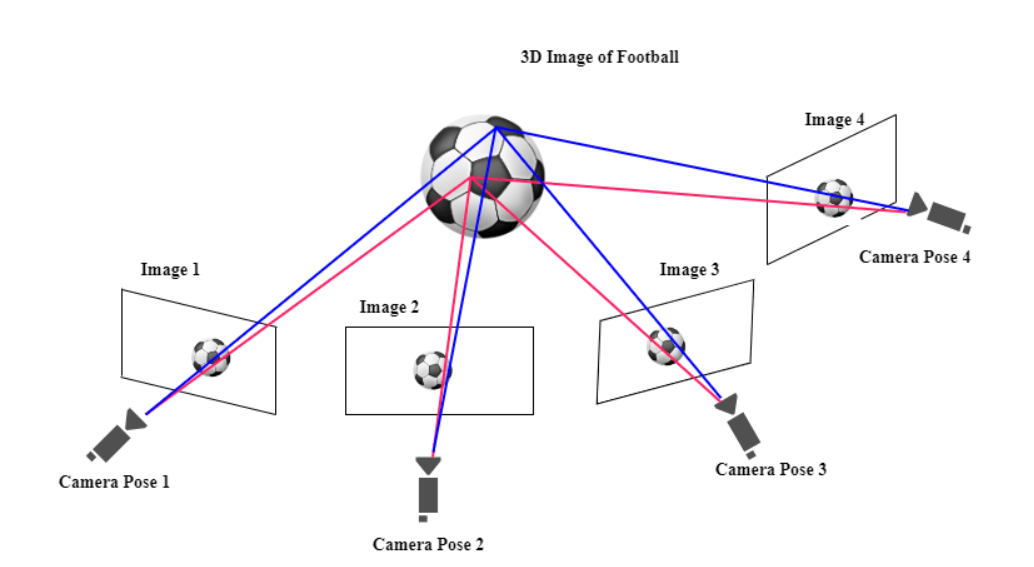 3D Image of Football
Image 4
Camera Pose 4
Image 1
Image 3
Image 2
Camera Pose 1
Camera Pose 3
Camera Pose 2